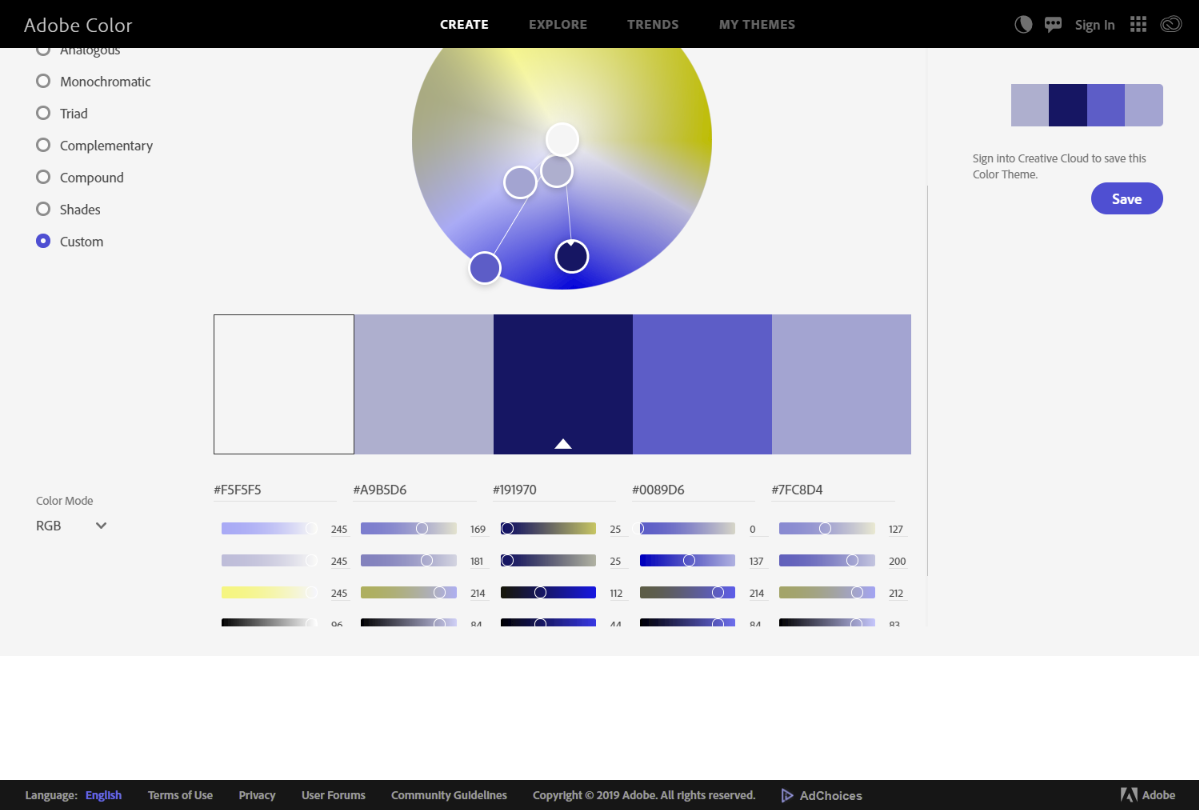 Adobe Color CREATE EXPLORE TRENDS MY THEMES Sign In
Analogous
Monochromatic
Triad
Complementary
Compound
Shades
Custom
Sign into Creative Cloud to save this
Color Theme.
Save
Color Mode
RGB
#F5F5F5 #A9B5D6 #191970 #0089D6 #7FC8D4
245 169 25 0 127
245 181 25 137 200
245 214 112 214 212
96 84 44 84 83
Language: English Terms of Use Privacy User Forums Community Guidelines Copyright © 2019 Adobe. All rights reserved. AdChoices Adobe